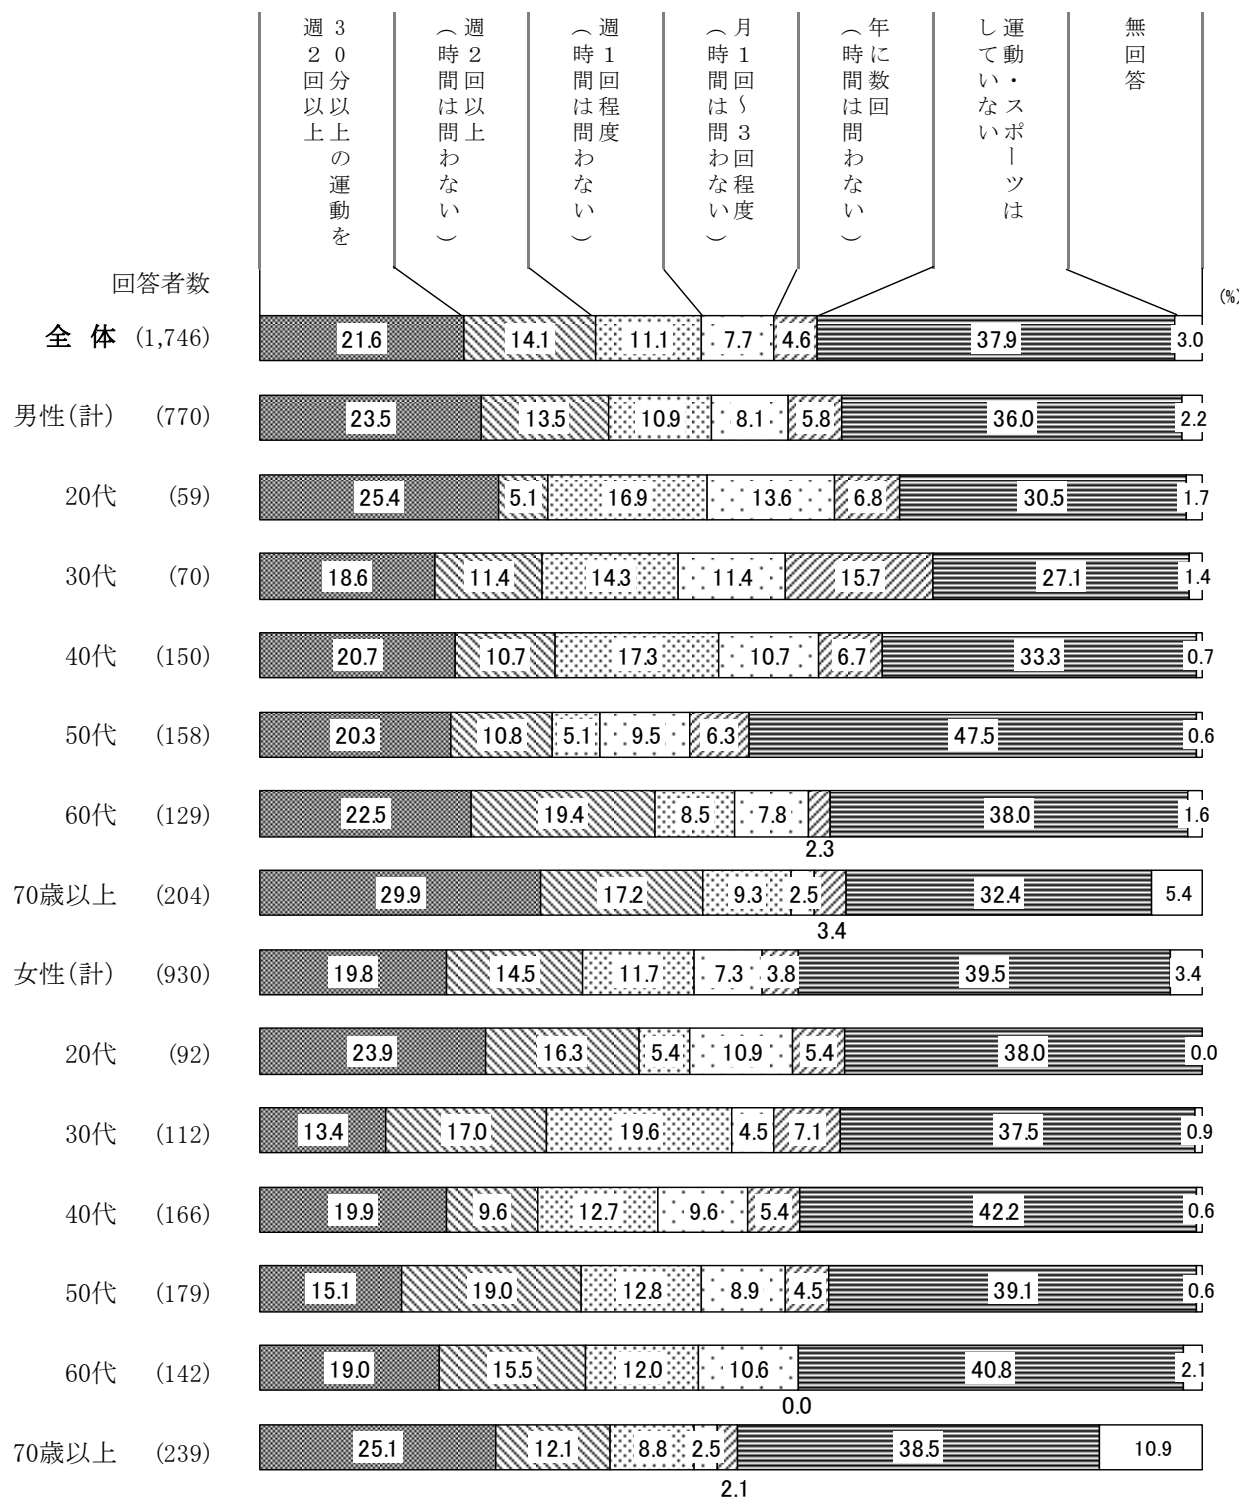 30分以上の運動を
週2回以上
週2回以上
(時間は問わない)
週1回程度
(時間は問わない)
月1回～3回程度
(時間は問わない)
年に数回
(時間は問わない)
運動・スポーツは
していない
無回答
回答者数
(%)
全 体 (1,746) 21.6 14.1 11.1 7.7 4.6 37.9 3.0
男性(計) (770) 23.5 13.5 10.9 8.1 5.8 36.0 2.2
20代 (59) 25.4 5.1 16.9 13.6 6.8 30.5 1.7
30代 (70) 18.6 11.4 14.3 11.4 15.7 27.1 1.4
40代 (150) 20.7 10.7 17.3 10.7 6.7 33.3 0.7
50代 (158) 20.3 10.8 5.1 9.5 6.3 47.5 0.6
60代 (129) 22.5 19.4 8.5 7.8 38.0 1.6
2.3
70歳以上 (204) 29.9 17.2 9.3 2.5 32.4 5.4
3.4
女性(計) (930) 19.8 14.5 11.7 7.3 3.8 39.5 3.4
20代 (92) 23.9 16.3 5.4 10.9 5.4 38.0 0.0
30代 (112) 13.4 17.0 19.6 4.5 7.1 37.5 0.9
40代 (166) 19.9 9.6 12.7 9.6 5.4 42.2 0.6
50代 (179) 15.1 19.0 12.8 8.9 4.5 39.1 0.6
60代 (142) 19.0 15.5 12.0 10.6 40.8 2.1
0.0
70歳以上 (239) 25.1 12.1 8.8 2.5 38.5 10.9
2.1